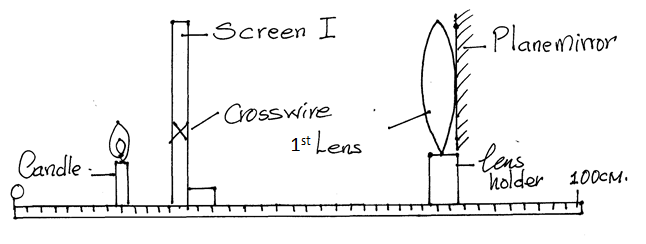 Screen I
Planemirror
Crosswire
1st Lens
Candle
lens
holder
0
100CM.